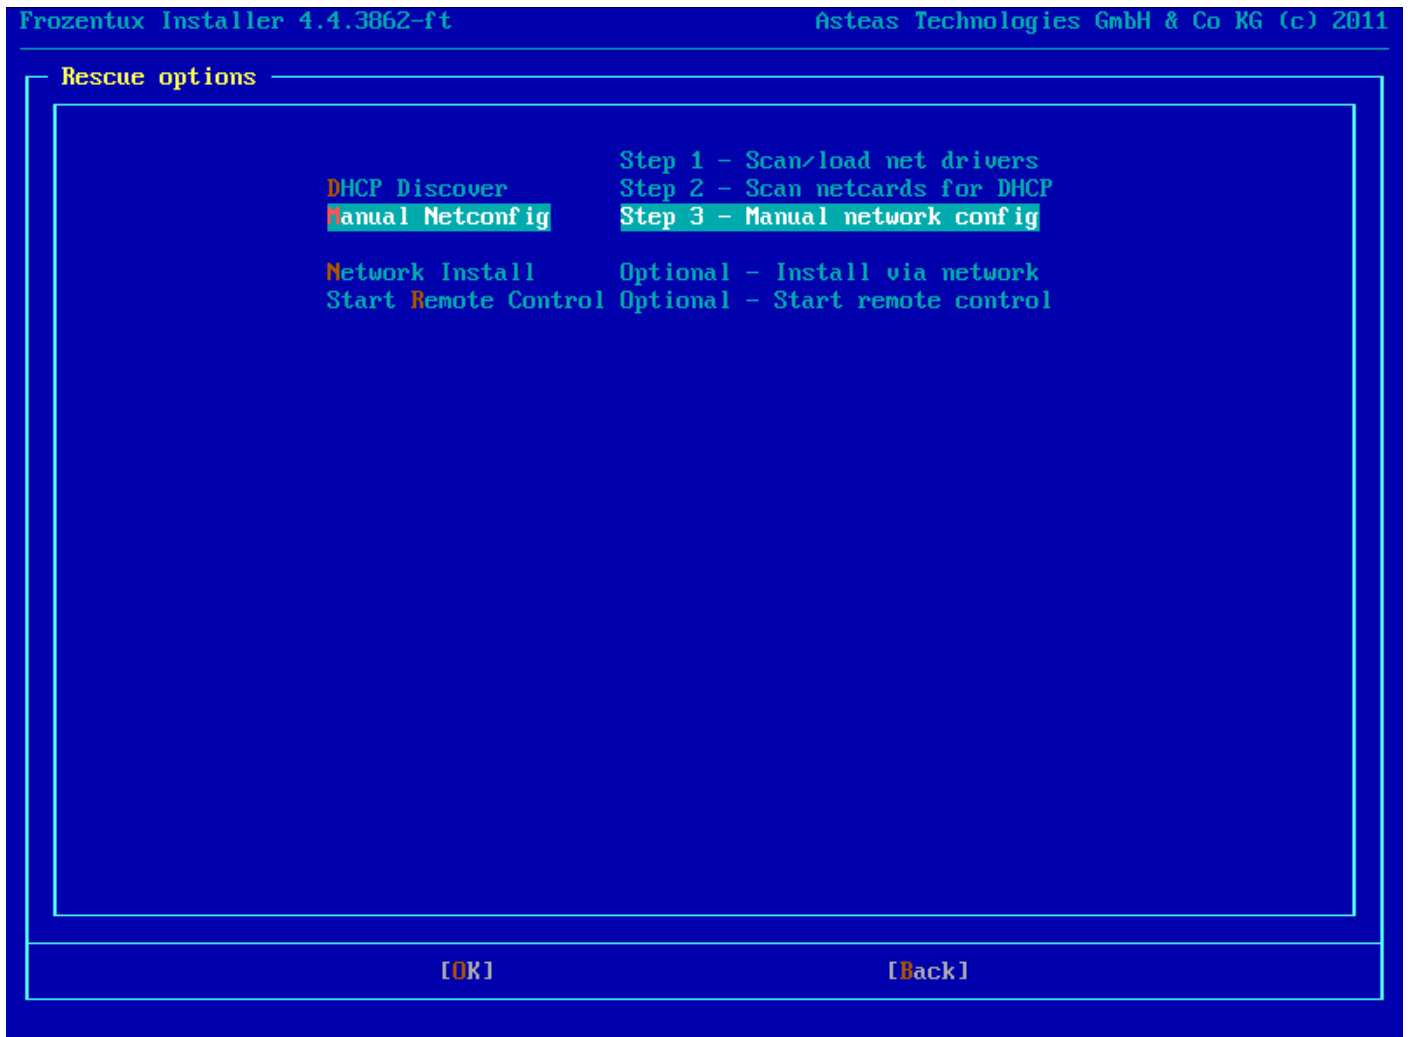 Frozentux Installer 4.4.3862-ft Asteas Technologies GmbH & Co KG (c) 2011
Rescue options
Step 1 - Scan/load net drivers
DHCP Discover Step 2 - Scan netcards for DHCP
Manual Netconfig Step 3 - Manual network config
Network Install Optional - Install via network
Start Remote Control Optional - Start remote control
[OK] [Back]